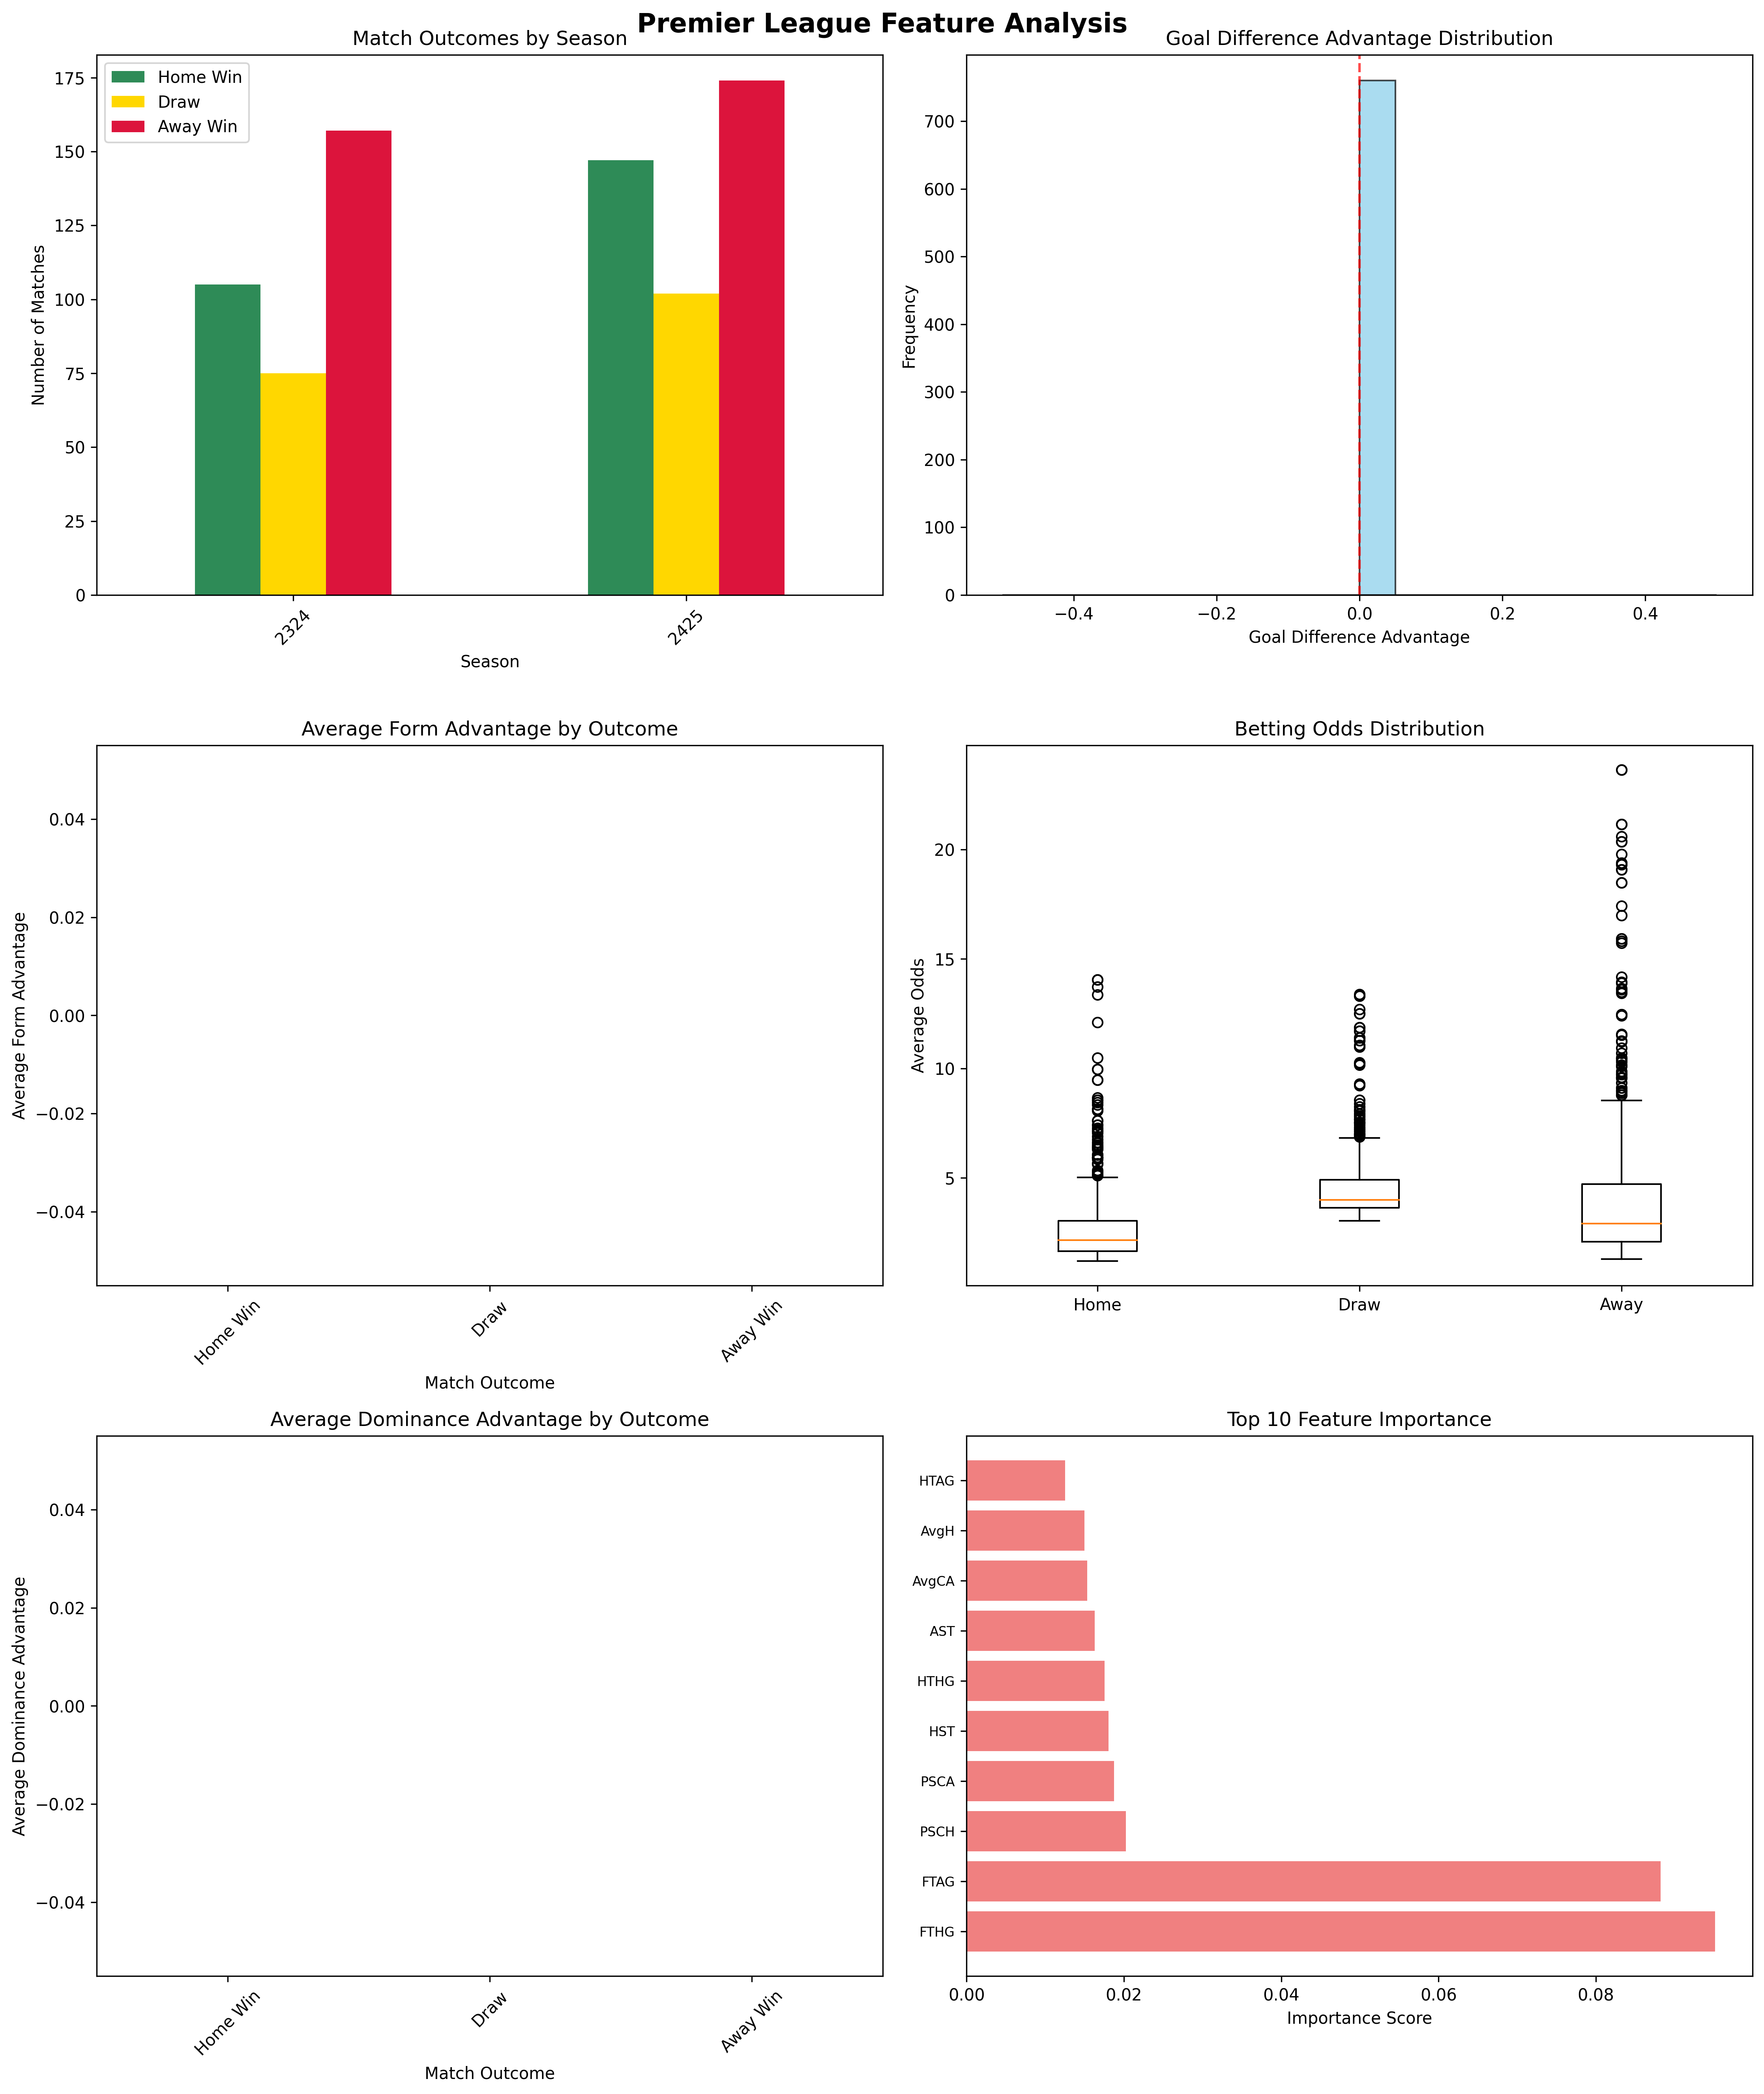 Premier League Feature Analysis
Match Outcomes by Season
Home Win
Draw
Away Win
Number of Matches
175
150
125
100
75
50
25
0
2324
2425
Season
Goal Difference Advantage Distribution
Frequency
700
600
500
400
300
200
100
0
−0.4
−0.2
0.0
0.2
0.4
Goal Difference Advantage
Average Form Advantage by Outcome
Average Form Advantage
0.04
0.02
0.00
−0.02
−0.04
Home Win
Draw
Away Win
Match Outcome
Betting Odds Distribution
Average Odds
20
15
10
5
Home
Draw
Away
Average Dominance Advantage by Outcome
Average Dominance Advantage
0.04
0.02
0.00
−0.02
−0.04
Home Win
Draw
Away Win
Match Outcome
Top 10 Feature Importance
HTAG
AvgH
AvgCA
AST
HTHG
HST
PSCA
PSCH
FTAG
FTHG
0.00
0.02
0.04
0.06
0.08
Importance Score